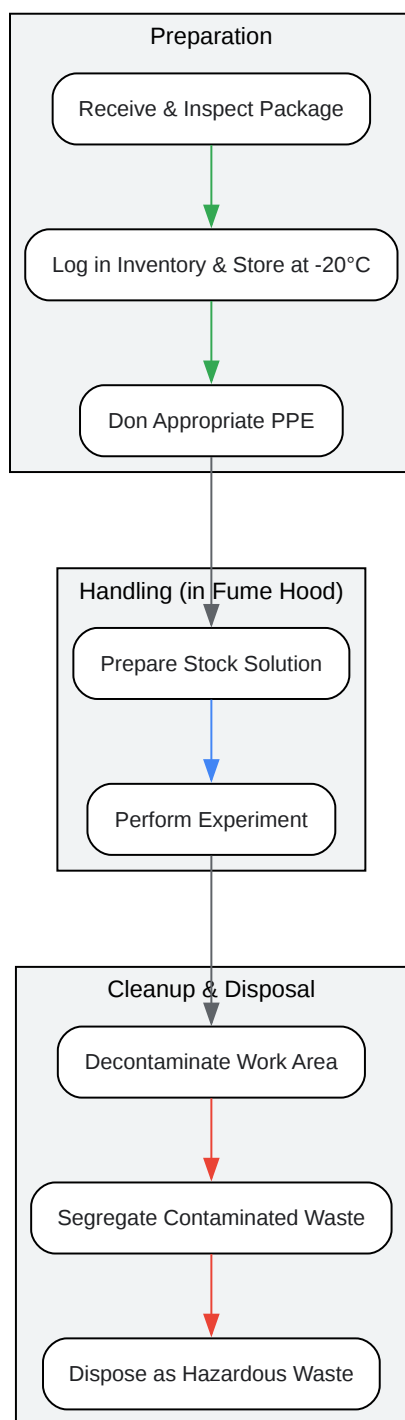 Preparation
Receive & Inspect Package
Log in Inventory & Store at -20°C
Don Appropriate PPE
Handling (in Fume Hood)
Prepare Stock Solution
Perform Experiment
Cleanup & Disposal
Decontaminate Work Area
Segregate Contaminated Waste
Dispose as Hazardous Waste